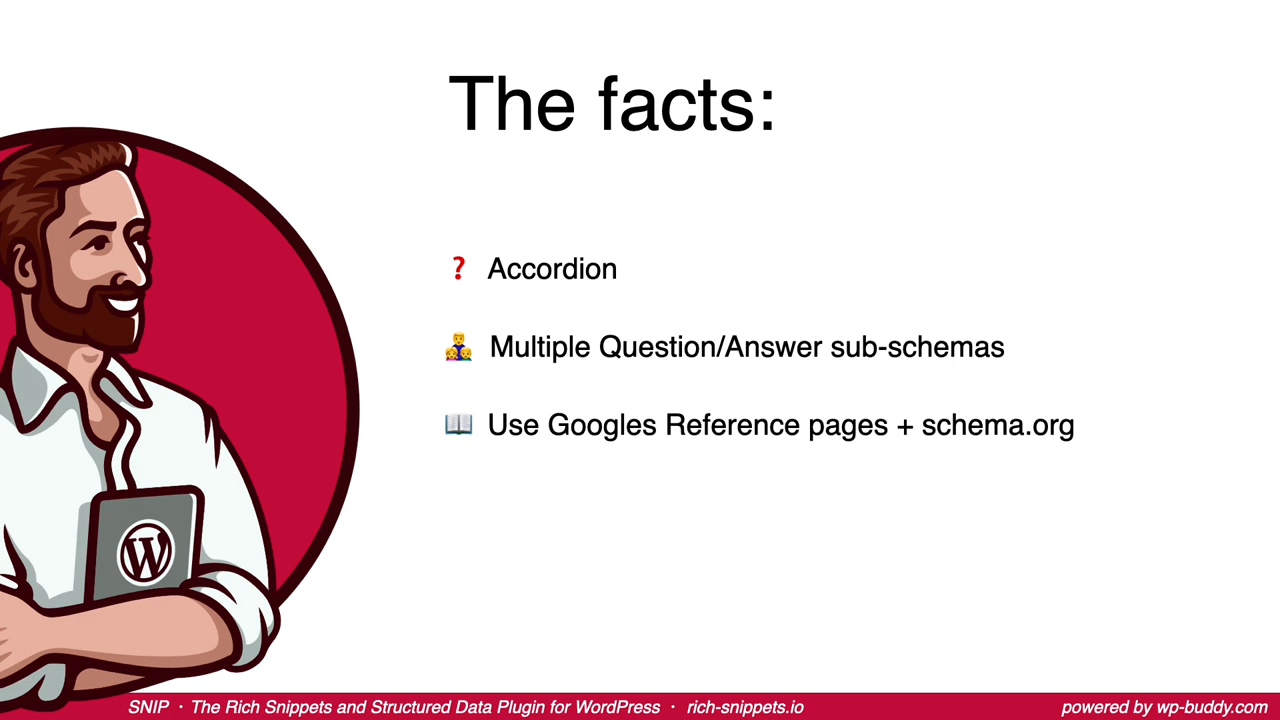 The facts:
❓ Accordion
👨‍👧‍👦 Multiple Question/Answer sub-schemas
📖 Use Googles Reference pages + schema.org
W
SNIP · The Rich Snippets and Structured Data Plugin for WordPress · rich-snippets.io
powered by wp-buddy.com